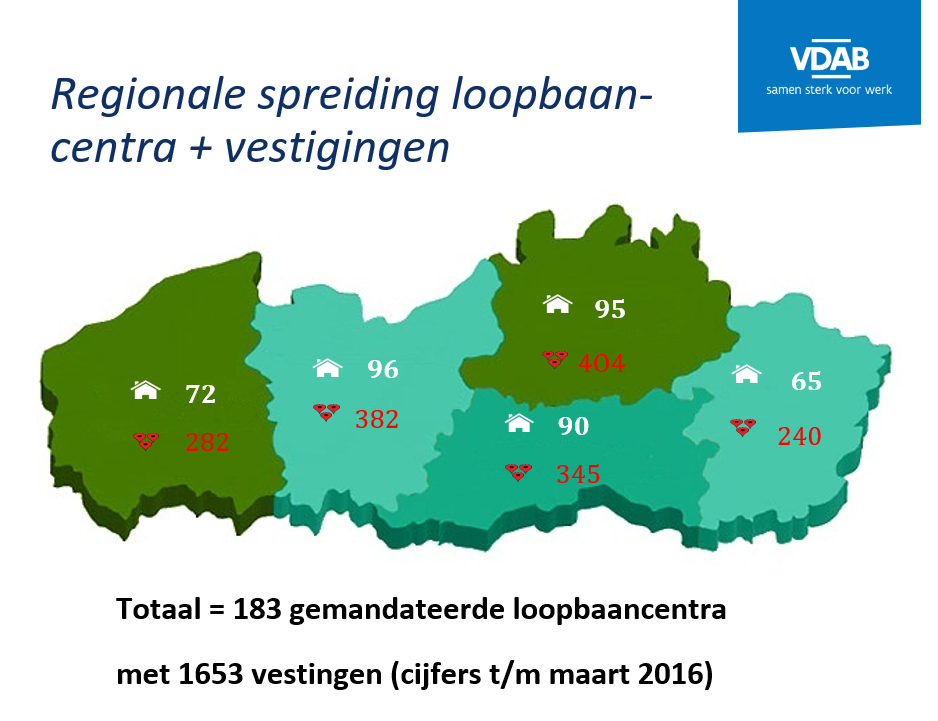 VDAB
samen sterk voor werk
Regionale spreiding loopbaan-
centra + vestigingen
95
404
96
382
72
282
65
240
90
345
Totaal = 183 gemandateerde loopbaancentra
met 1653 vestingen (cijfers t/m maart 2016)